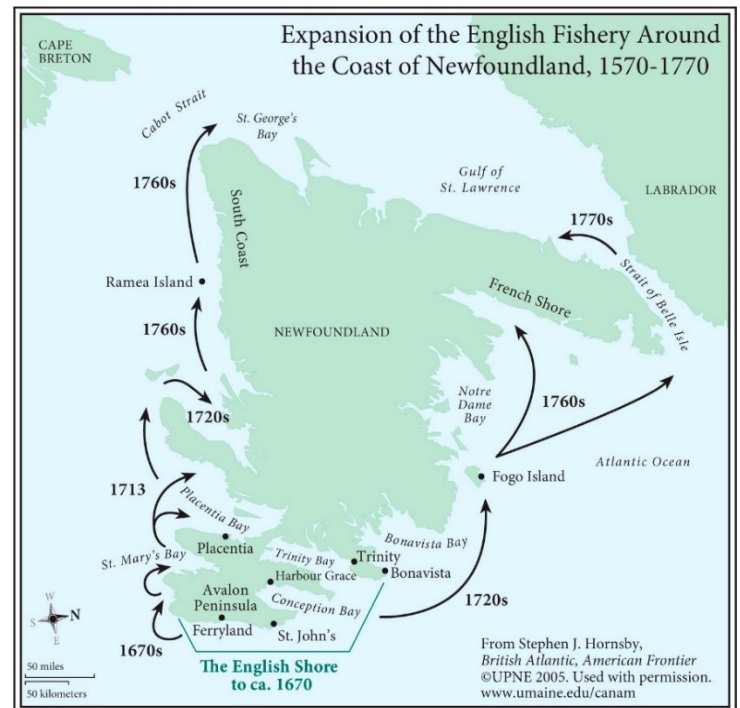 Expansion of the English Fishery Around
the Coast of Newfoundland, 1570-1770
CAPE
BRETON
Cabot Strait
St. George's
Bay
1760s
South Coast
Gulf of
St. Lawrence
LABRADOR
1770s
Strait of Belle Isle
French Shore
Ramea Island
1760s
NEWFOUNDLAND
Notre
Dame
Bay
1760s
1720s
Atlantic Ocean
Fogo Island
1713
Placentia Bay
Placentia
St. Mary's Bay
Trinity Bay
Bonavista Bay
Trinity
Harbour Grace
Bonavista
Avalon
Peninsula
Conception Bay
1720s
Ferryland
St. John's
1670s
The English Shore
to ca. 1670
W
S
N
E
50 miles
50 kilometers
From Stephen J. Hornsby,
British Atlantic, American Frontier
©UPNE 2005. Used with permission.
www.umaine.edu/canam